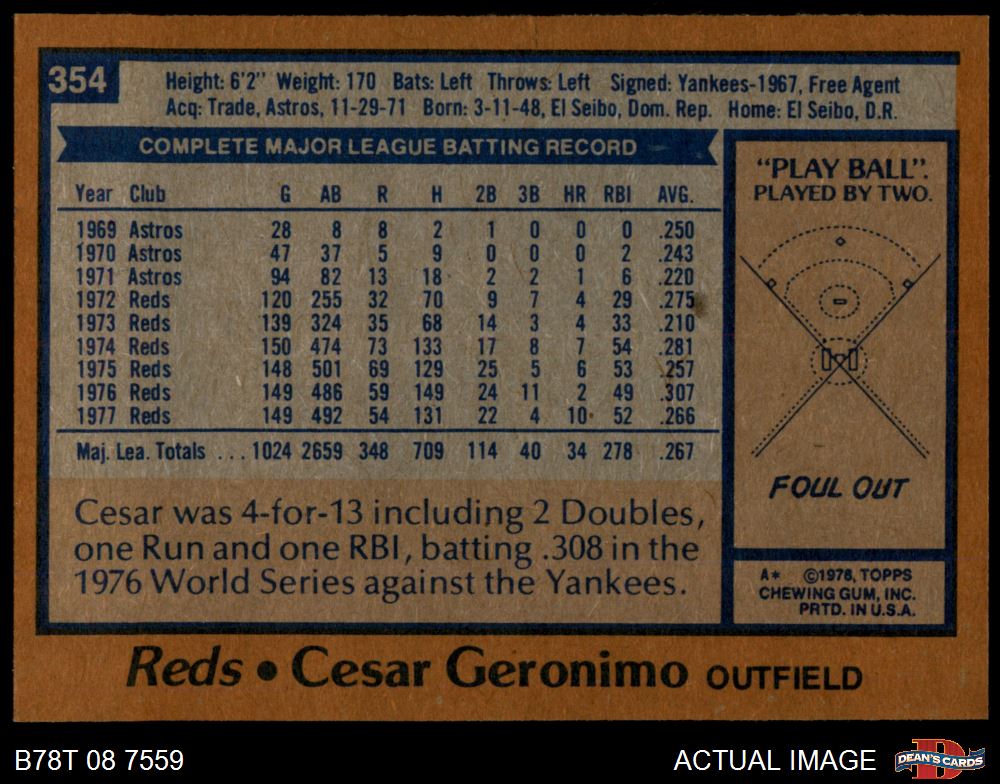 354
Height: 6'2" Weight: 170 Bats: Left Throws: Left Signed: Yankees-1967, Free Agent
Acq: Trade, Astros, 11-29-71 Born: 3-11-48, El Seibo, Dom. Rep. Home: El Seibo, D.R.
COMPLETE MAJOR LEAGUE BATTING RECORD
Year Club G AB R H 2B 3B HR RBI AVG.
1969 Astros 28 8 8 2 1 0 0 0 .250
1970 Astros 47 37 5 9 0 0 0 2 .243
1971 Astros 94 82 13 18 2 2 1 6 .220
1972 Reds 120 255 32 70 9 7 4 29 .275
1973 Reds 139 324 35 68 14 3 4 33 .210
1974 Reds 150 474 73 133 17 8 7 54 .281
1975 Reds 148 501 69 129 25 5 6 53 .257
1976 Reds 149 486 59 149 24 11 2 49 .307
1977 Reds 149 492 54 131 22 4 10 52 .266
Maj. Lea. Totals ... 1024 2659 348 709 114 40 34 278 .267
Cesar was 4-for-13 including 2 Doubles,
one Run and one RBI, batting .308 in the
1976 World Series against the Yankees.
"PLAY BALL".
PLAYED BY TWO.
FOUL OUT
A* ©1978, TOPPS
CHEWING GUM, INC.
PRTD. IN U.S.A.
Reds • Cesar Geronimo OUTFIELD
B78T 08 7559
ACTUAL IMAGE
D
DEAN'S CARDS